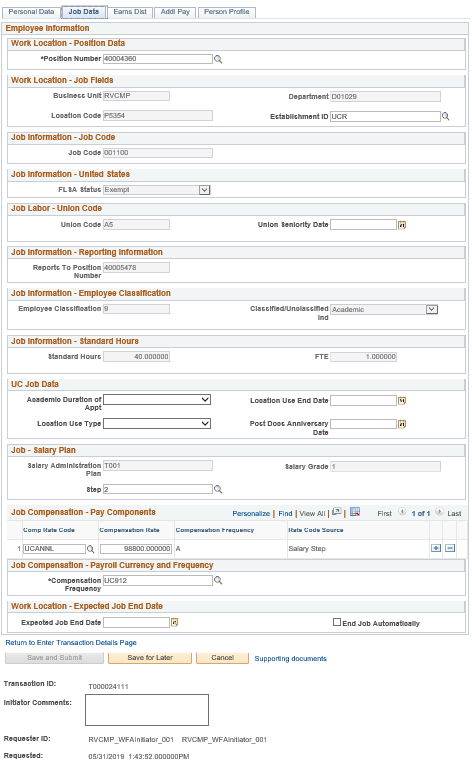 Personal Data Job Data Earns Dist Addl Pay Person Profile
Employee Information
Work Location - Position Data
*Position Number 40004360
Work Location - Job Fields
Business Unit RVCMP Department D01029
Location Code P5354 Establishment ID UCR
Job Information - Job Code
Job Code 001100
Job Information - United States
FLSA Status Exempt
Job Labor - Union Code
Union Code A5 Union Seniority Date
Job Information - Reporting Information
Reports To Position Number 40005478
Job Information - Employee Classification
Employee Classification 9 Classified/Unclassified Ind Academic
Job Information - Standard Hours
Standard Hours 40.000000 FTE 1.000000
UC Job Data
Academic Duration of Appt Location Use End Date
Location Use Type Post Docs Anniversary Date
Job - Salary Plan
Salary Administration Plan T001 Salary Grade 1
Step 2
Job Compensation - Pay Components Personalize | Find | View All | First 1 of 1 Last
Comp Rate Code Compensation Rate Compensation Frequency Rate Code Source
1 UCANNL 98800.000000 A Salary Step
Job Compensation - Payroll Currency and Frequency
*Compensation Frequency UC912
Work Location - Expected Job End Date
Expected Job End Date End Job Automatically
Return to Enter Transaction Details Page
Save and Submit Save for Later Cancel Supporting documents
Transaction ID: T000024111
Initiator Comments:
Requester ID: RVCMP_WFAInitiator_001 RVCMP_WFAInitiator_001
Requested: 05/31/2019 1:43:52.000000PM